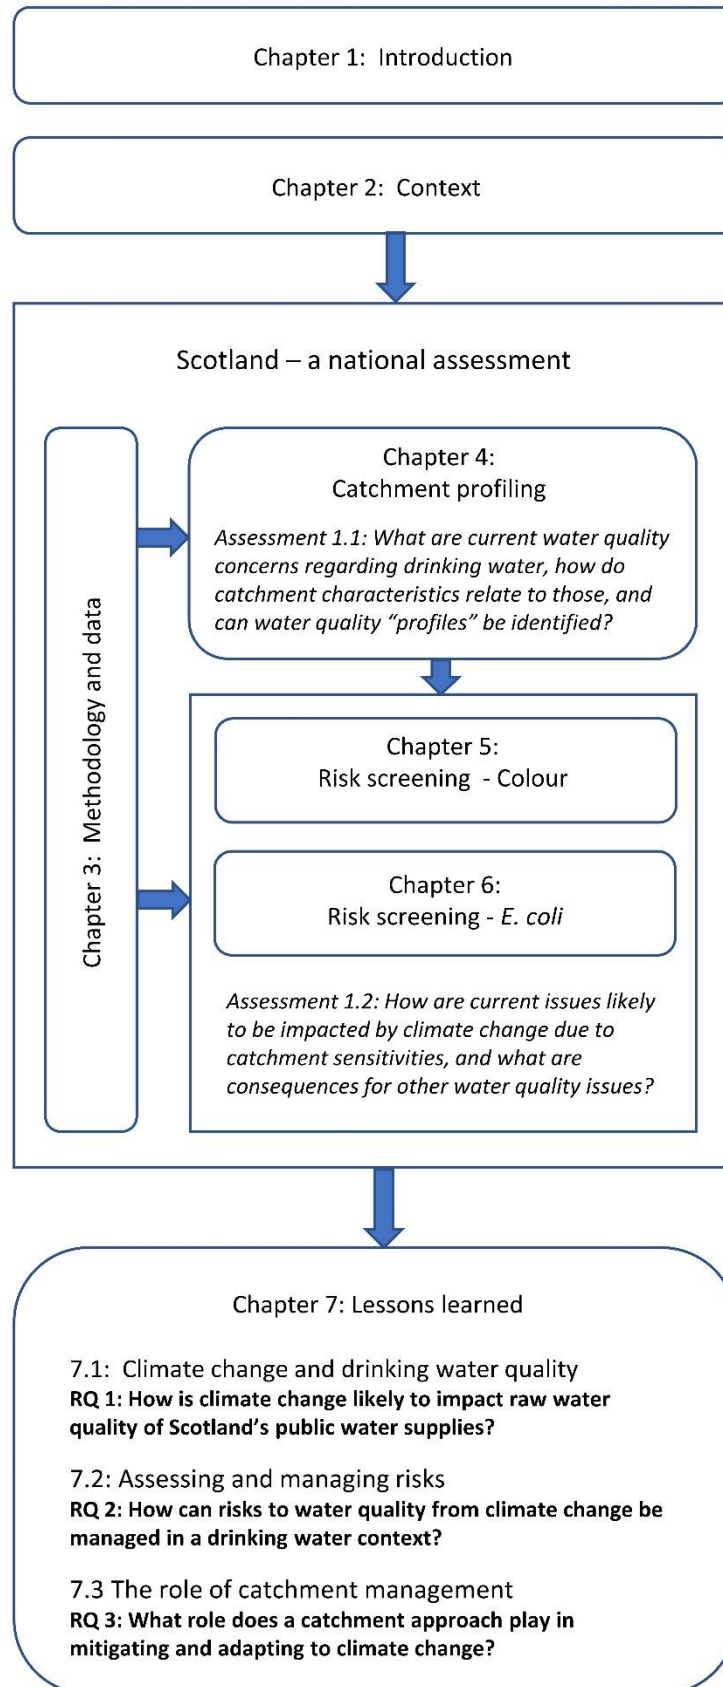 Chapter 1:  Introduction
Chapter 2:  Context
Scotland – a national assessment
Chapter 3:  Methodology and data
Chapter 4:
Catchment profiling
Assessment 1.1: What are current water quality
concerns regarding drinking water, how do
catchment characteristics relate to those, and
can water quality “profiles” be identified?
Chapter 5:
Risk screening  - Colour
Chapter 6:
Risk screening - E. coli
Assessment 1.2: How are current issues likely
to be impacted by climate change due to
catchment sensitivities, and what are
consequences for other water quality issues?
Chapter 7: Lessons learned
7.1:  Climate change and drinking water quality
RQ 1: How is climate change likely to impact raw water
quality of Scotland’s public water supplies?
7.2: Assessing and managing risks
RQ 2: How can risks to water quality from climate change be
managed in a drinking water context?
7.3 The role of catchment management
RQ 3: What role does a catchment approach play in
mitigating and adapting to climate change?